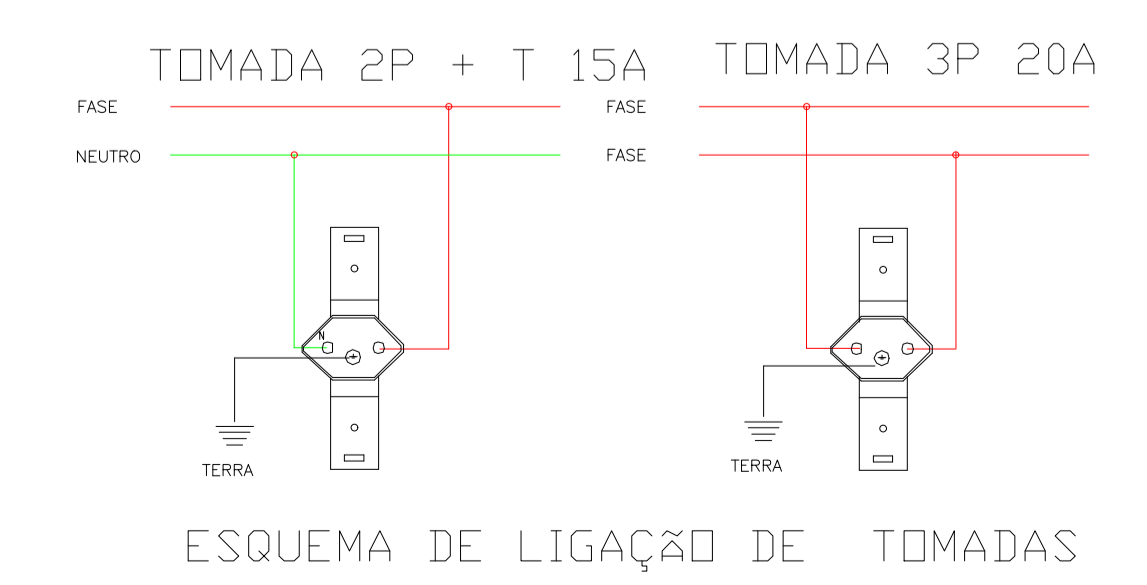 TOMADA 2P + T 15A
TOMADA 3P 20A
FASE
FASE
NEUTRO
FASE
N
TERRA
TERRA
ESQUEMA DE LIGAÇÃO DE TOMADAS